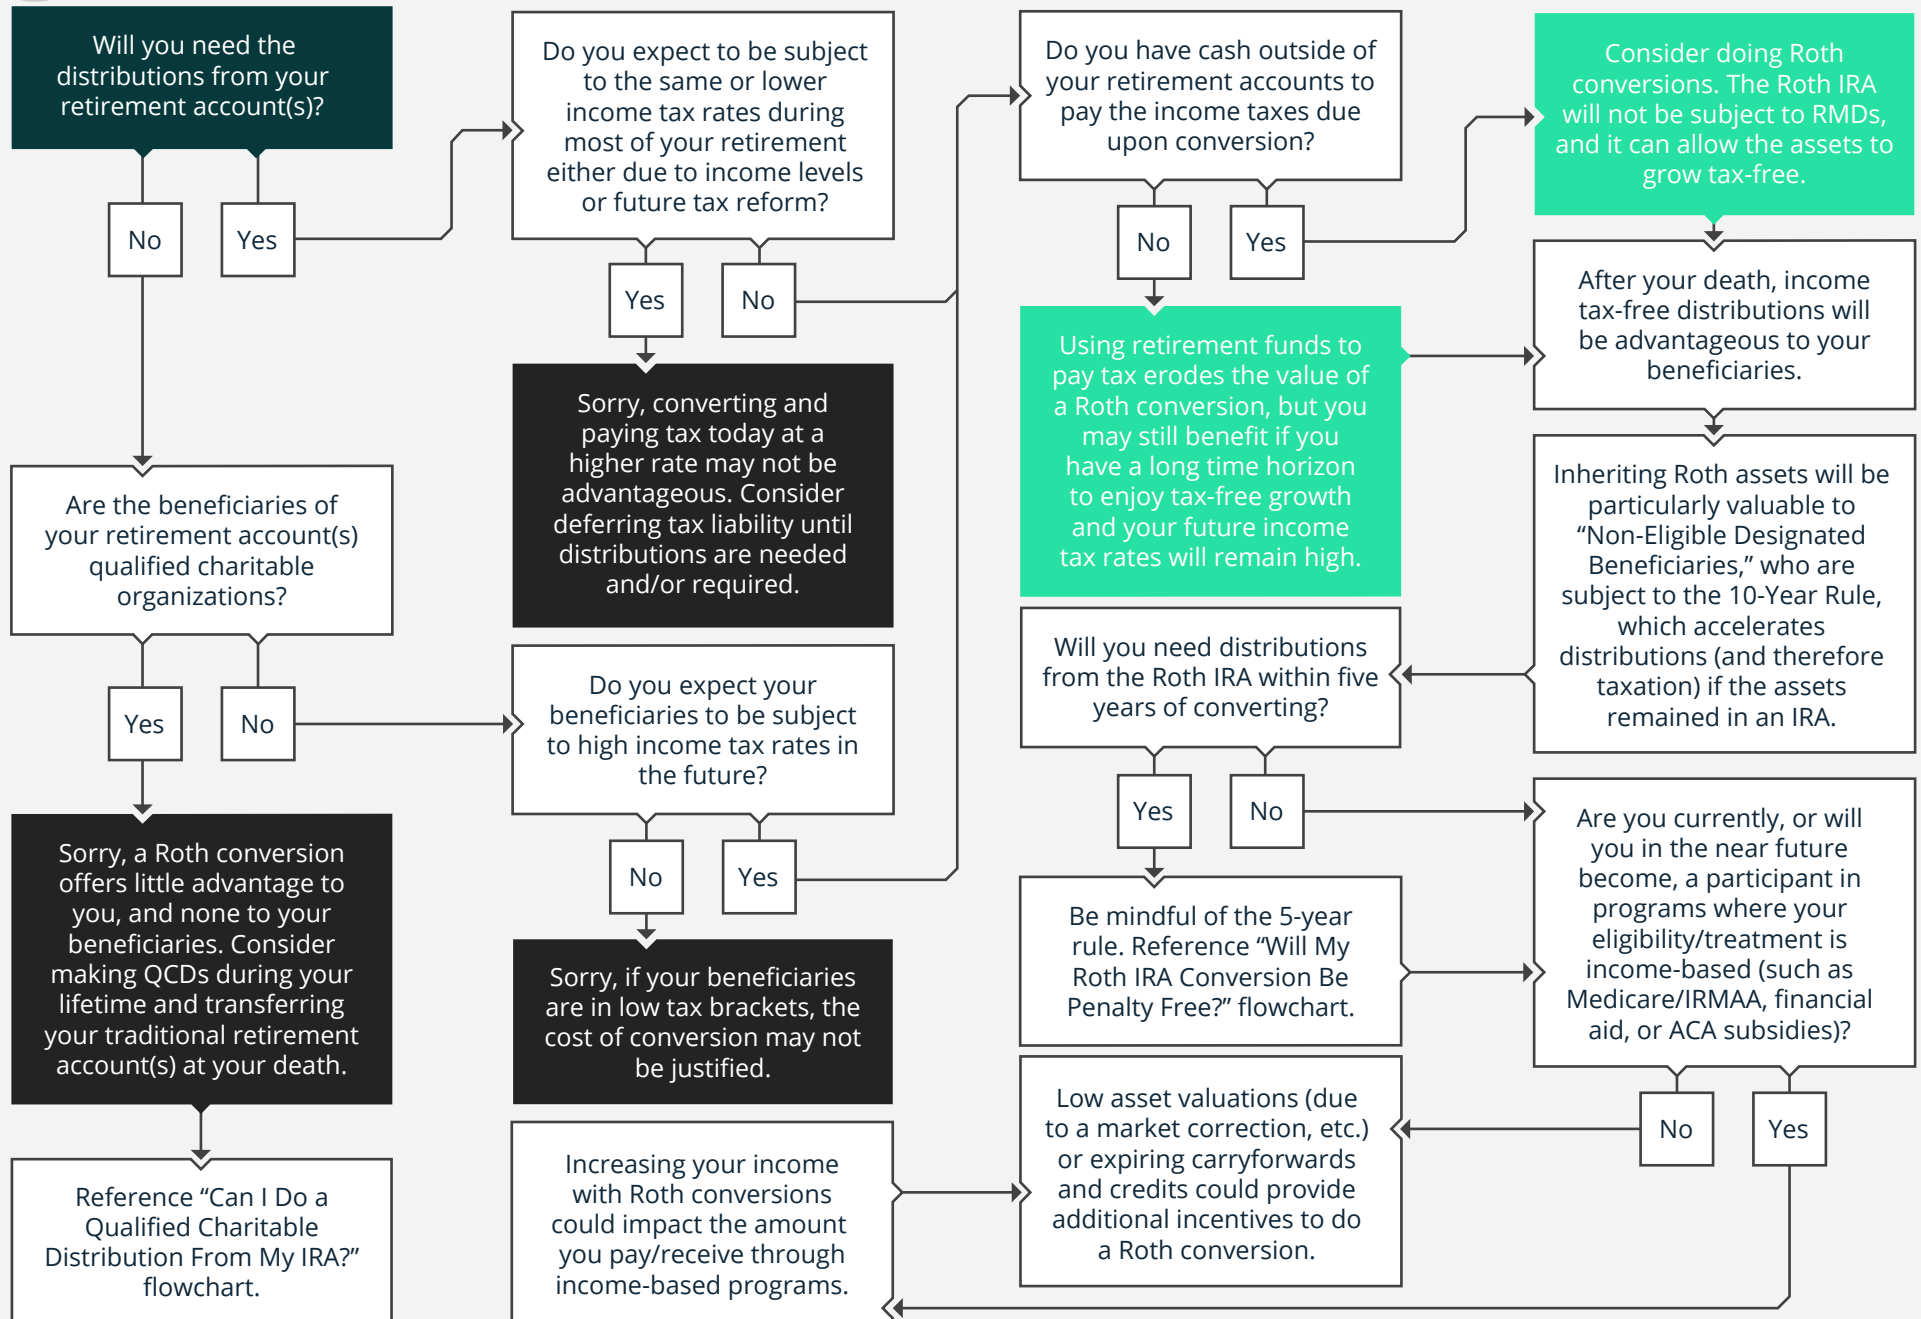 Will you need the
distributions from your
retirement account(s)?
No
Yes
Are the beneficiaries of
your retirement account(s)
qualified charitable
organizations?
Yes
No
Sorry, a Roth conversion
offers little advantage to
you, and none to your
beneficiaries. Consider
making QCDs during your
lifetime and transferring
your traditional retirement
account(s) at your death.
Reference “Can I Do a
Qualified Charitable
Distribution From My IRA?”
flowchart.
Do you expect to be subject
to the same or lower
income tax rates during
most of your retirement
either due to income levels
or future tax reform?
Yes
No
Sorry, converting and
paying tax today at a
higher rate may not be
advantageous. Consider
deferring tax liability until
distributions are needed
and/or required.
Do you expect your
beneficiaries to be subject
to high income tax rates in
the future?
No
Yes
Sorry, if your beneficiaries
are in low tax brackets, the
cost of conversion may not
be justified.
Increasing your income
with Roth conversions
could impact the amount
you pay/receive through
income-based programs.
Do you have cash outside of
your retirement accounts to
pay the income taxes due
upon conversion?
No
Yes
Using retirement funds to
pay tax erodes the value of
a Roth conversion, but you
may still benefit if you
have a long time horizon
to enjoy tax-free growth
and your future income
tax rates will remain high.
Will you need distributions
from the Roth IRA within five
years of converting?
Yes
No
Be mindful of the 5-year
rule. Reference “Will My
Roth IRA Conversion Be
Penalty Free?” flowchart.
Low asset valuations (due
to a market correction, etc.)
or expiring carryforwards
and credits could provide
additional incentives to do
a Roth conversion.
Consider doing Roth
conversions. The Roth IRA
will not be subject to RMDs,
and it can allow the assets to
grow tax-free.
After your death, income
tax-free distributions will
be advantageous to your
beneficiaries.
Inheriting Roth assets will be
particularly valuable to
“Non-Eligible Designated
Beneficiaries,” who are
subject to the 10-Year Rule,
which accelerates
distributions (and therefore
taxation) if the assets
remained in an IRA.
Are you currently, or will
you in the near future
become, a participant in
programs where your
eligibility/treatment is
income-based (such as
Medicare/IRMAA, financial
aid, or ACA subsidies)?
No
Yes